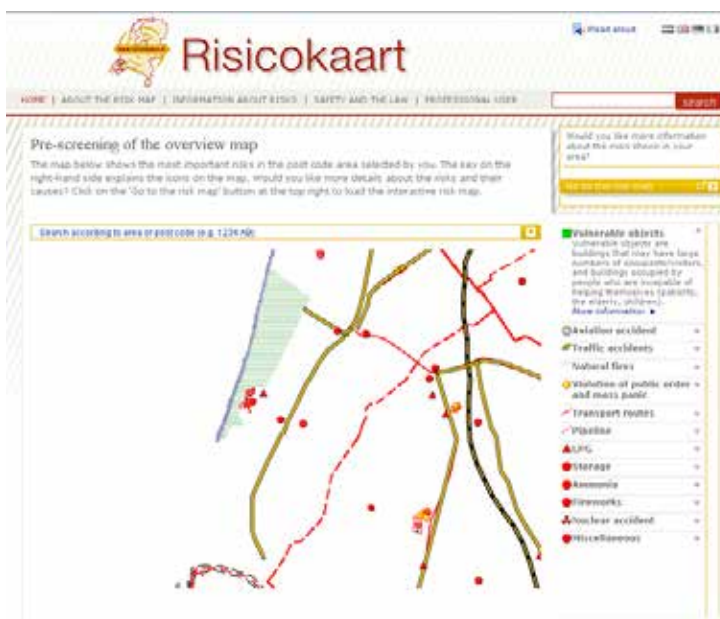 Read aloud
Risicokaart
HOME | ABOUT THE RISK MAP | INFORMATION ABOUT RISKS | SAFETY AND THE LAW | PROFESSIONAL USER
search
Pre-screening of the overview map
The map below shows the most important risks in the post code area selected by you. The key on the
right-hand side explains the icons on the map. Would you like more details about the risks and their
causes? Click on the 'Go to the risk map' button at the top right to load the interactive risk map.
Would you like more information
about the risks shown in your
area?
Go to the risk map
Search according to area or post code (e.g. 1234 AB)
Vulnerable objects
Vulnerable objects are
buildings that may have large
numbers of occupants/visitors,
and buildings occupied by
people who are incapable of
helping themselves (patients,
the elderly, children).
More information
Aviation accident
Traffic accidents
Natural fires
Violation of public order
and mass panic
Transport routes
Pipeline
LPG
Storage
Ammonia
Fireworks
Nuclear accident
Miscellaneous